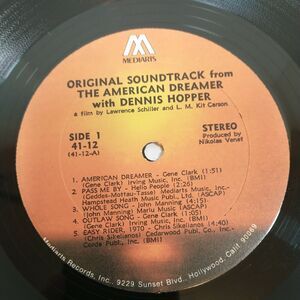 MEDIARTS
ORIGINAL SOUNDTRACK from
THE AMERICAN DREAMER
with DENNIS HOPPER
a film by Lawrence Schiller and L. M. Kit Carson
SIDE 1
41-12
(41-12-A)
STEREO
Produced by
Nikolas Venet
1. AMERICAN DREAMER - Gene Clark (1:51)
(Gene Clark) Irving Music, Inc. (BMI)
2. PASS ME BY - Hello People (2:26)
(Geddes-Mottau-Tasse) Mediarts Music, Inc.-
Hampstead Heath Music Publ., Ltd. (ASCAP)
3. WHOLE SONG - John Manning (4:15)
(John Manning) Marlu Music (ASCAP)
4. OUTLAW SONG - Gene Clark (1:05)
(Gene Clark) Irving Music, Inc. (BMI)
5. EASY RIDER, 1970 - Chris Sikelianos (4:40)
(Chris Sikelianos) Cedarwood Publ. Co., Inc.-
Corda Publ., Inc. (BMI)
Mediarts Records, Inc., 9229 Sunset Blvd., Hollywood, Calif 90069